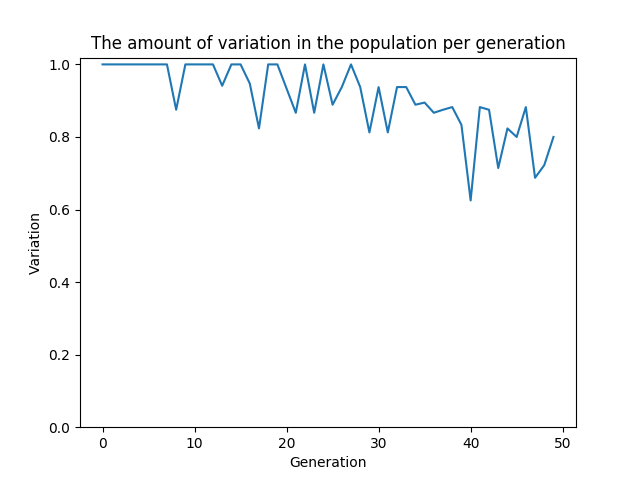 The amount of variation in the population per generation
1.0
0.8
0.6
0.4
0.2
0.0
Variation
0 10 20 30 40 50
Generation